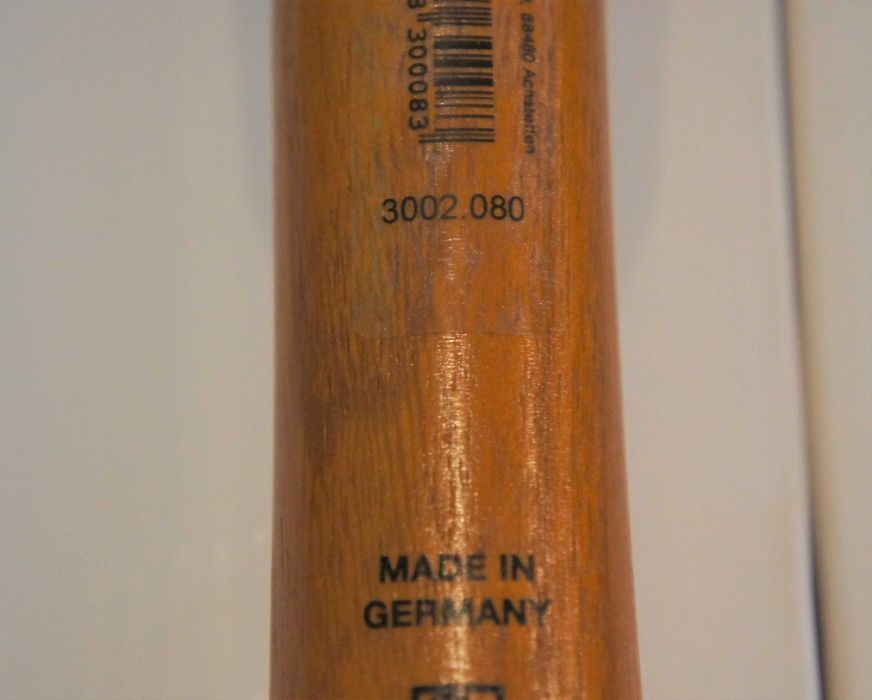 300083
88480 Achstetten
3002.080
MADE IN
GERMANY